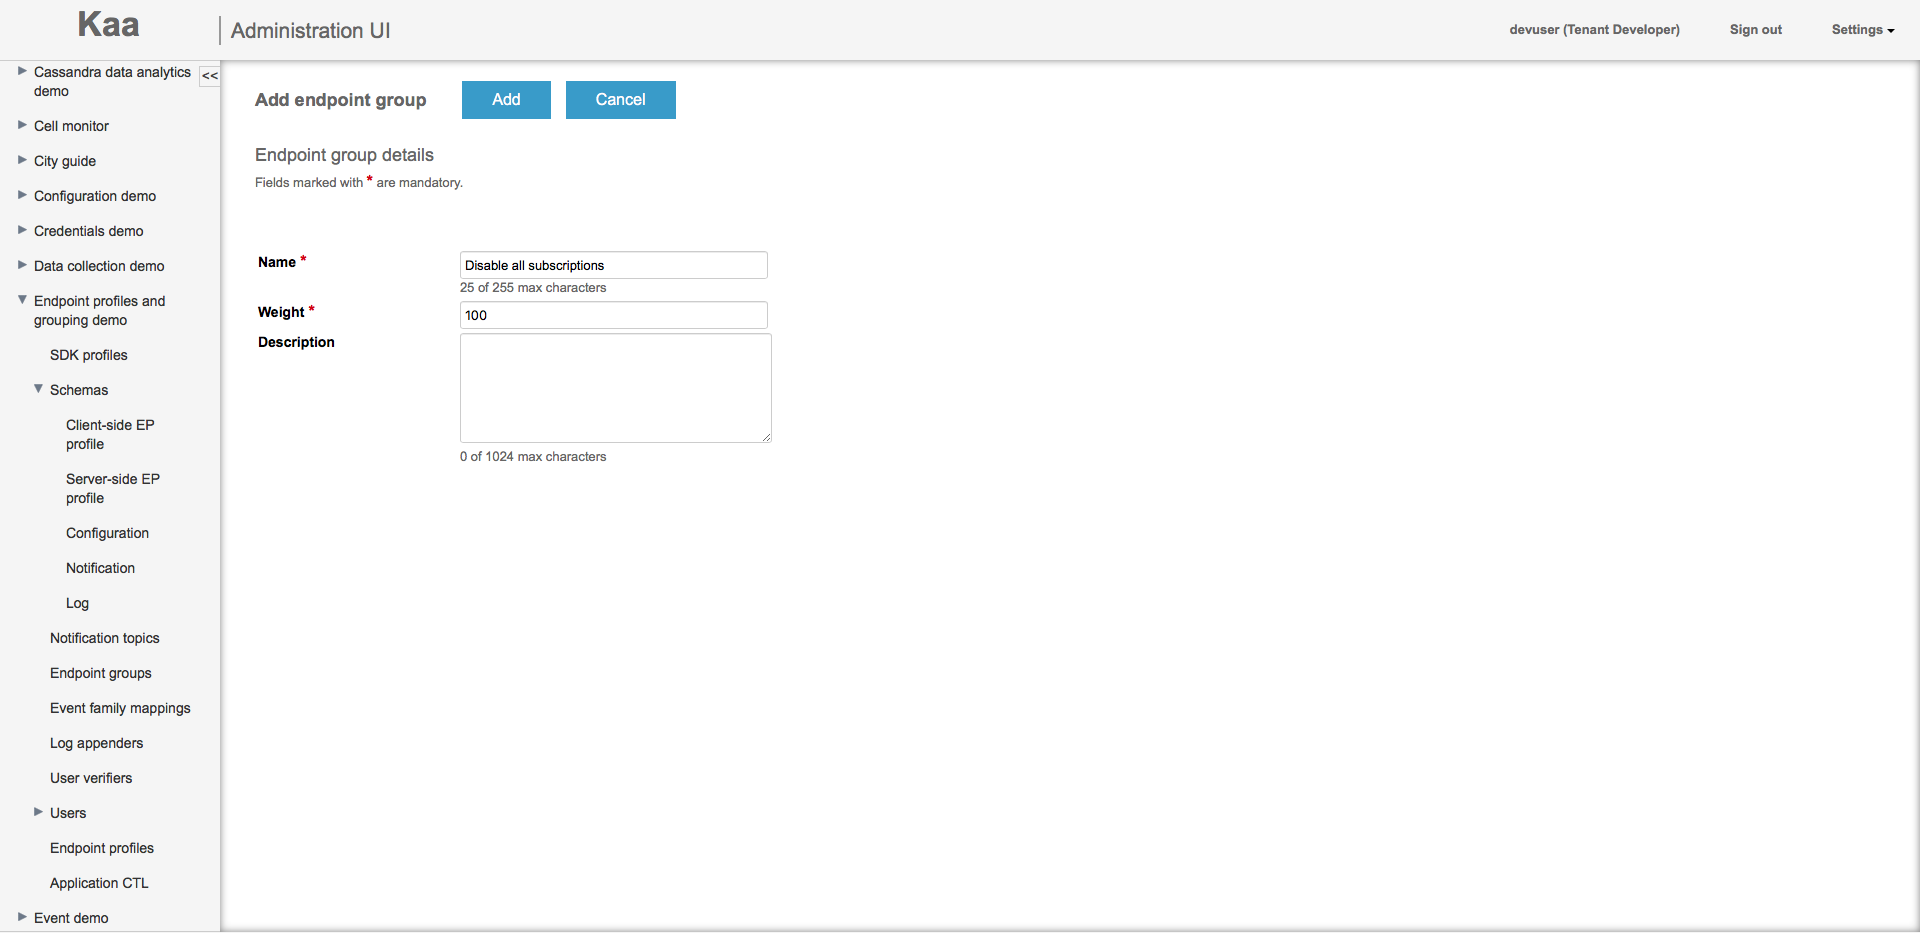 Kaa
Administration UI
devuser (Tenant Developer)
Sign out
Settings
<<
Cassandra data analytics
demo
Cell monitor
City guide
Configuration demo
Credentials demo
Data collection demo
Endpoint profiles and
grouping demo
SDK profiles
Schemas
Client-side EP
profile
Server-side EP
profile
Configuration
Notification
Log
Notification topics
Endpoint groups
Event family mappings
Log appenders
User verifiers
Users
Endpoint profiles
Application CTL
Event demo
Add endpoint group
Add
Cancel
Endpoint group details
Fields marked with * are mandatory.
Name *
Disable all subscriptions
25 of 255 max characters
Weight *
100
Description
0 of 1024 max characters